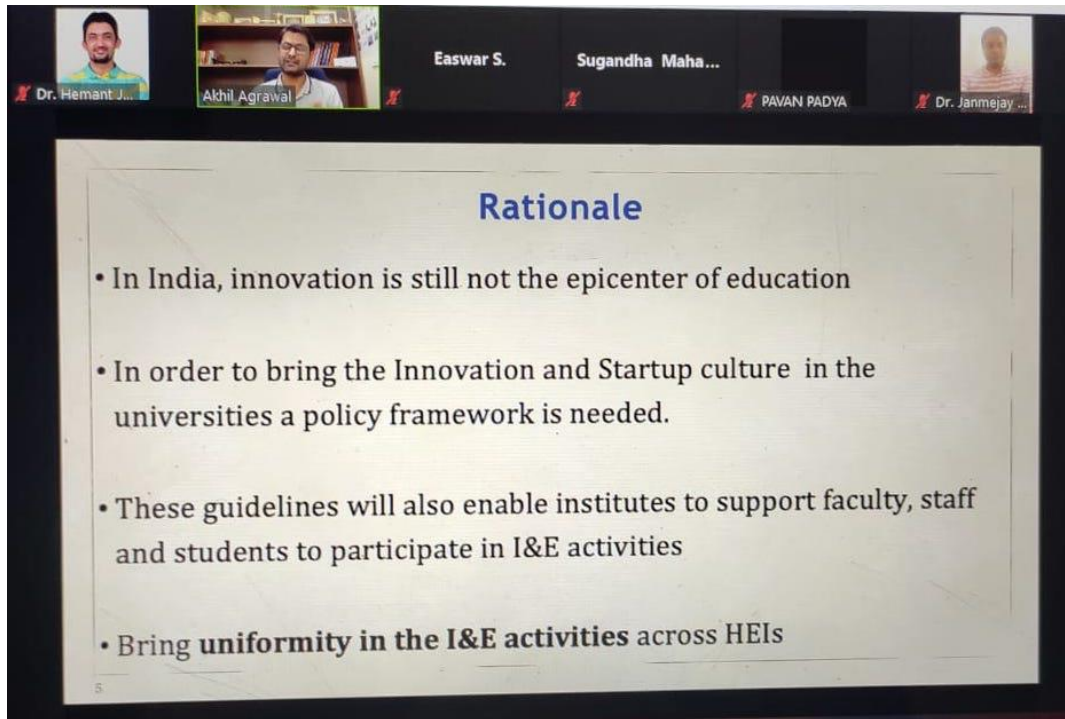 Dr. Hemant J...
Akhil Agrawal
Easwar S.
Sugandha Maha...
PAVAN PADYA
Dr. Janmejay ...
Rationale
• In India, innovation is still not the epicenter of education
• In order to bring the Innovation and Startup culture in the
universities a policy framework is needed.
• These guidelines will also enable institutes to support faculty, staff
and students to participate in I&E activities
• Bring uniformity in the I&E activities across HEIs
5